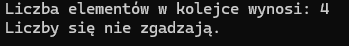 Liczba elementów w kolejce wynosi: 4
Liczby się nie zgadzają.